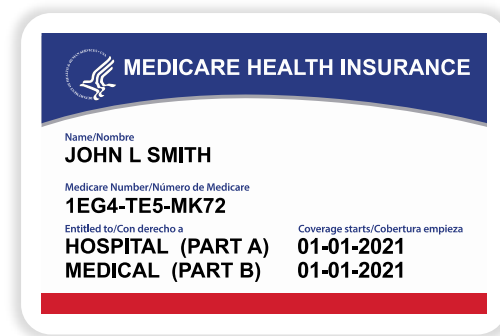 MEDICARE HEALTH INSURANCE
Name/Nombre
JOHN L SMITH
Medicare Number/Número de Medicare
1EG4-TE5-MK72
Entitled to/Con derecho a Coverage starts/Cobertura empieza
HOSPITAL (PART A) 01-01-2021
MEDICAL (PART B) 01-01-2021